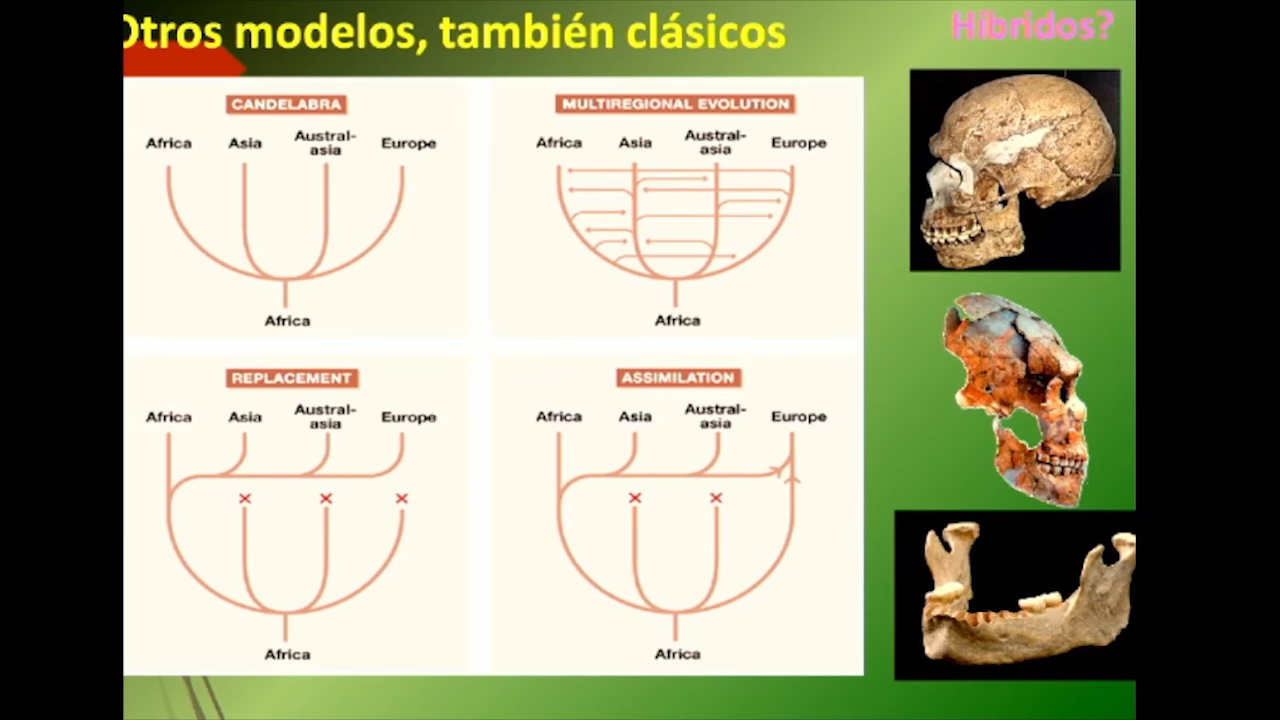 Otros modelos, también clásicos
Híbridos?
CANDELABRA
Africa Asia Austral-asia Europe
Africa
MULTIREGIONAL EVOLUTION
Africa Asia Austral-asia Europe
Africa
REPLACEMENT
Africa Asia Austral-asia Europe
Africa
ASSIMILATION
Africa Asia Austral-asia Europe
Africa